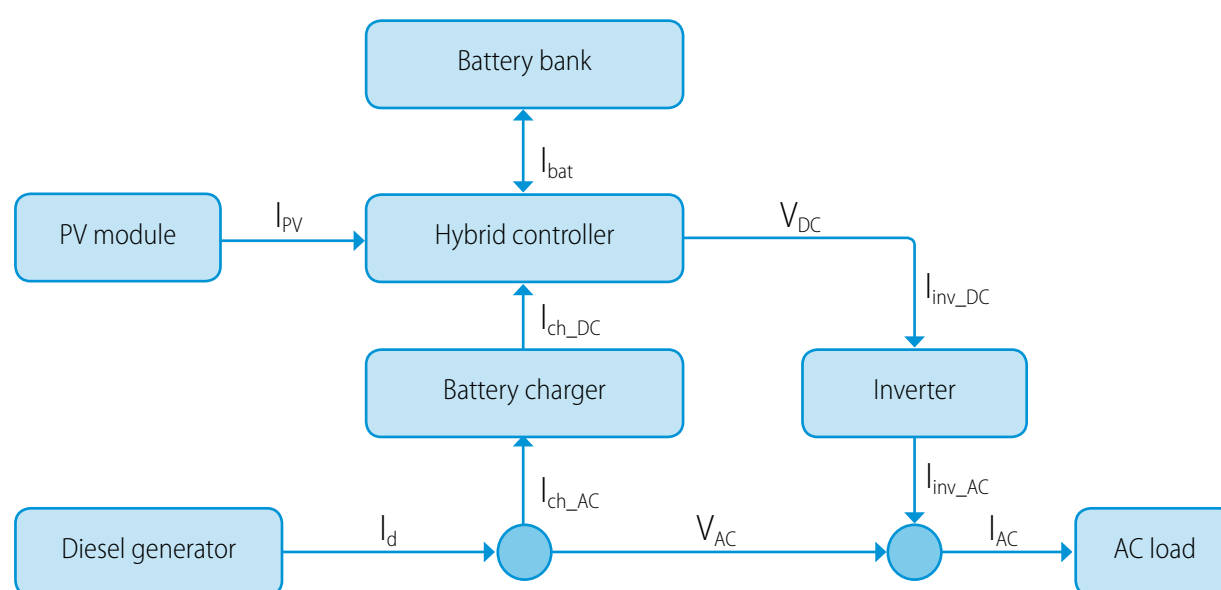 Battery bank
I_bat
PV module
I_PV
Hybrid controller
V_DC
I_inv_DC
I_ch_DC
Battery charger
Inverter
I_ch_AC
I_inv_AC
Diesel generator
I_d
V_AC
I_AC
AC load